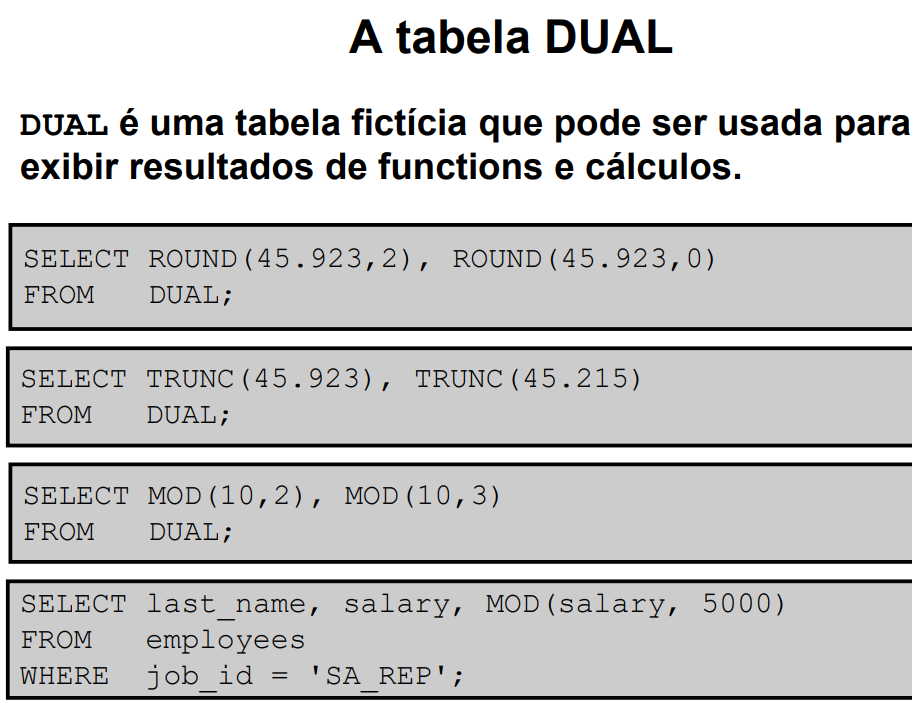 A tabela DUAL
DUAL é uma tabela fictícia que pode ser usada para
exibir resultados de functions e cálculos.
SELECT ROUND(45.923,2), ROUND(45.923,0)
FROM   DUAL;
SELECT TRUNC(45.923), TRUNC(45.215)
FROM   DUAL;
SELECT MOD(10,2), MOD(10,3)
FROM   DUAL;
SELECT last_name, salary, MOD(salary, 5000)
FROM   employees
WHERE  job_id = 'SA_REP';